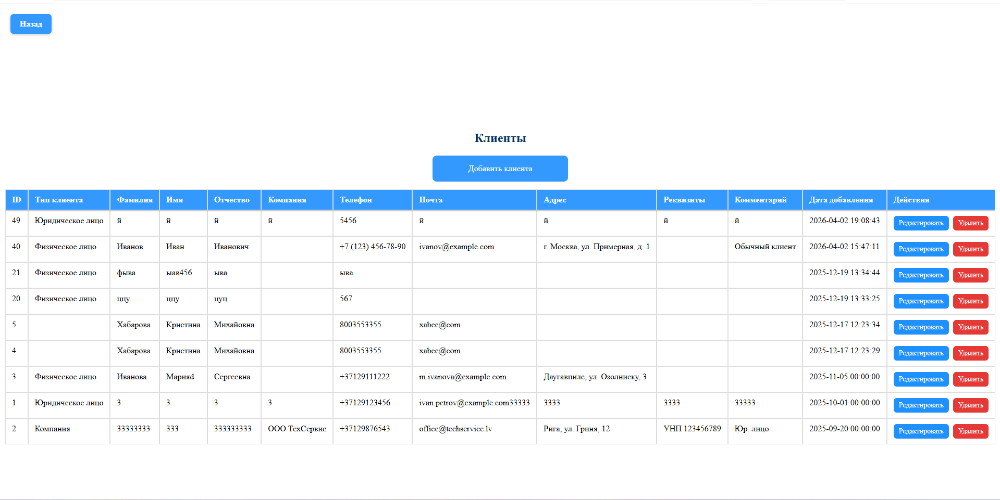 Назад
Клиенты
Добавить клиента
ID Тип клиента Фамилия Имя Отчество Компания Телефон Почта Адрес Реквизиты Комментарий Дата добавления Действия
49 Юридическое лицо й й й й 5456 й й й й 2026-04-02 19:08:43 Редактировать Удалить
40 Физическое лицо Иванов Иван Иванович +7 (123) 456-78-90 ivanov@example.com г. Москва, ул. Примерная, д. 1 Обычный клиент 2026-04-02 15:47:11 Редактировать Удалить
21 Физическое лицо фыва ыав456 ыва ыва 2025-12-19 13:34:44 Редактировать Удалить
20 Физическое лицо ццу ццу цуц 567 2025-12-19 13:33:25 Редактировать Удалить
5 Хабарова Кристина Михайовна 8003553355 xabee@com 2025-12-17 12:23:34 Редактировать Удалить
4 Хабарова Кристина Михайовна 8003553355 xabee@com 2025-12-17 12:23:29 Редактировать Удалить
3 Физическое лицо Иванова Марияd Сергеевна +37129111222 m.ivanova@example.com Даугавпилс, ул. Озолниеку, 3 2025-11-05 00:00:00 Редактировать Удалить
1 Юридическое лицо 3 3 3 3 +37129123456 ivan.petrov@example.com33333 3333 3333 33333 2025-10-01 00:00:00 Редактировать Удалить
2 Компания 33333333 333 333333333 ООО ТехСервис +37129876543 office@techservice.lv Рига, ул. Гриня, 12 УНП 123456789 Юр. лицо 2025-09-20 00:00:00 Редактировать Удалить